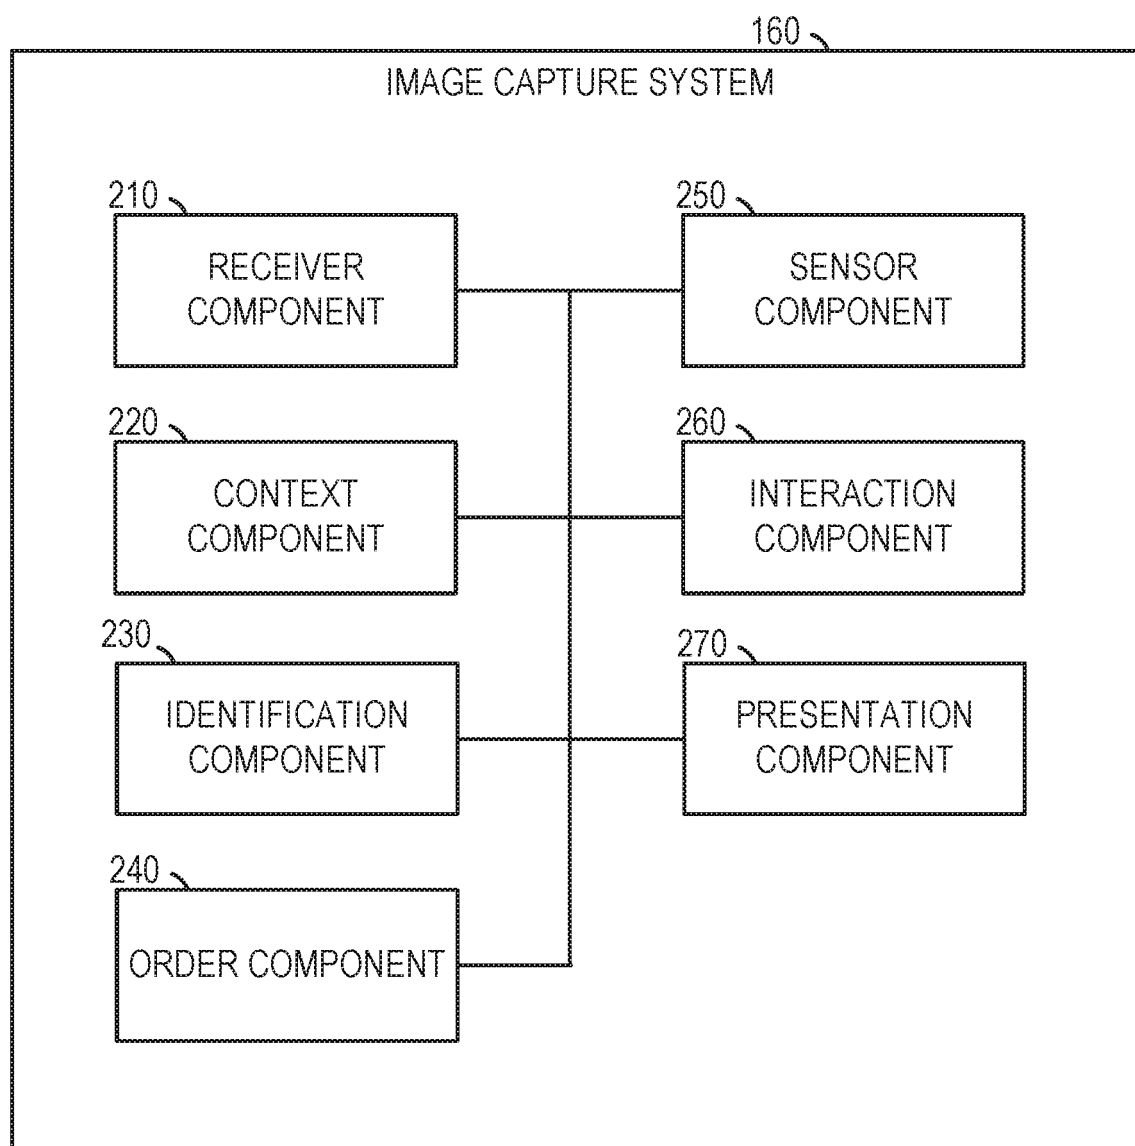 160
IMAGE CAPTURE SYSTEM
210
RECEIVER
COMPONENT
250
SENSOR
COMPONENT
220
CONTEXT
COMPONENT
260
INTERACTION
COMPONENT
230
IDENTIFICATION
COMPONENT
270
PRESENTATION
COMPONENT
240
ORDER COMPONENT